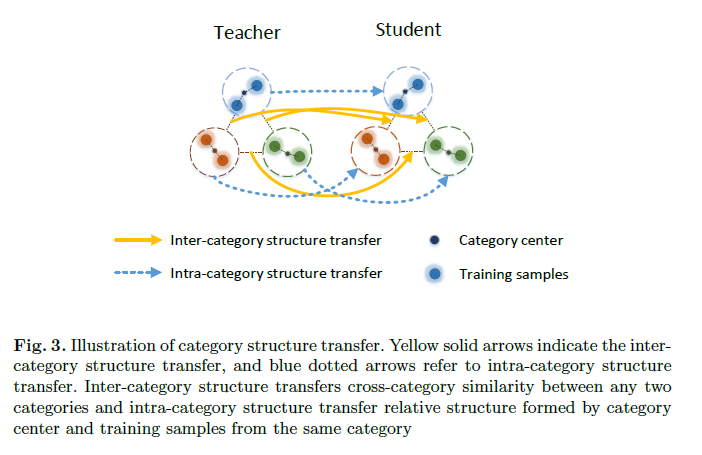 Teacher
Student
Inter-category structure transfer
Category center
Intra-category structure transfer
Training samples
Fig. 3. Illustration of category structure transfer. Yellow solid arrows indicate the inter-
category structure transfer, and blue dotted arrows refer to intra-category structure
transfer. Inter-category structure transfers cross-category similarity between any two
categories and intra-category structure transfer relative structure formed by category
center and training samples from the same category